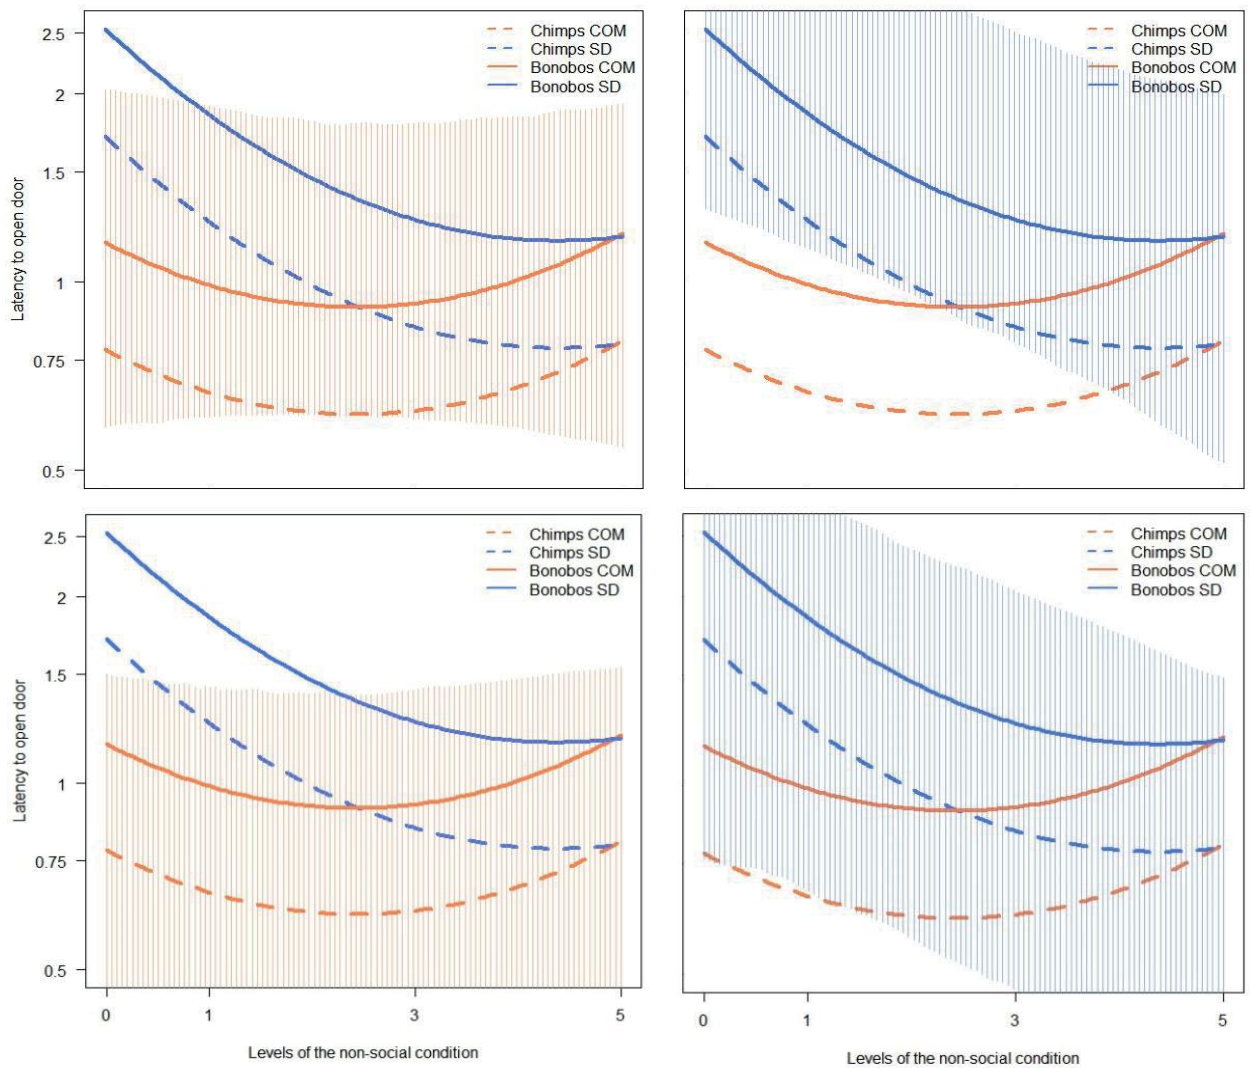 2.5
2
1.5
1
0.75
0.5
Latency to open door
Chimps COM
Chimps SD
Bonobos COM
Bonobos SD
Chimps COM
Chimps SD
Bonobos COM
Bonobos SD
2.5
2
1.5
1
0.75
0.5
Latency to open door
Chimps COM
Chimps SD
Bonobos COM
Bonobos SD
0 1 3 5
Levels of the non-social condition
Chimps COM
Chimps SD
Bonobos COM
Bonobos SD
0 1 3 5
Levels of the non-social condition